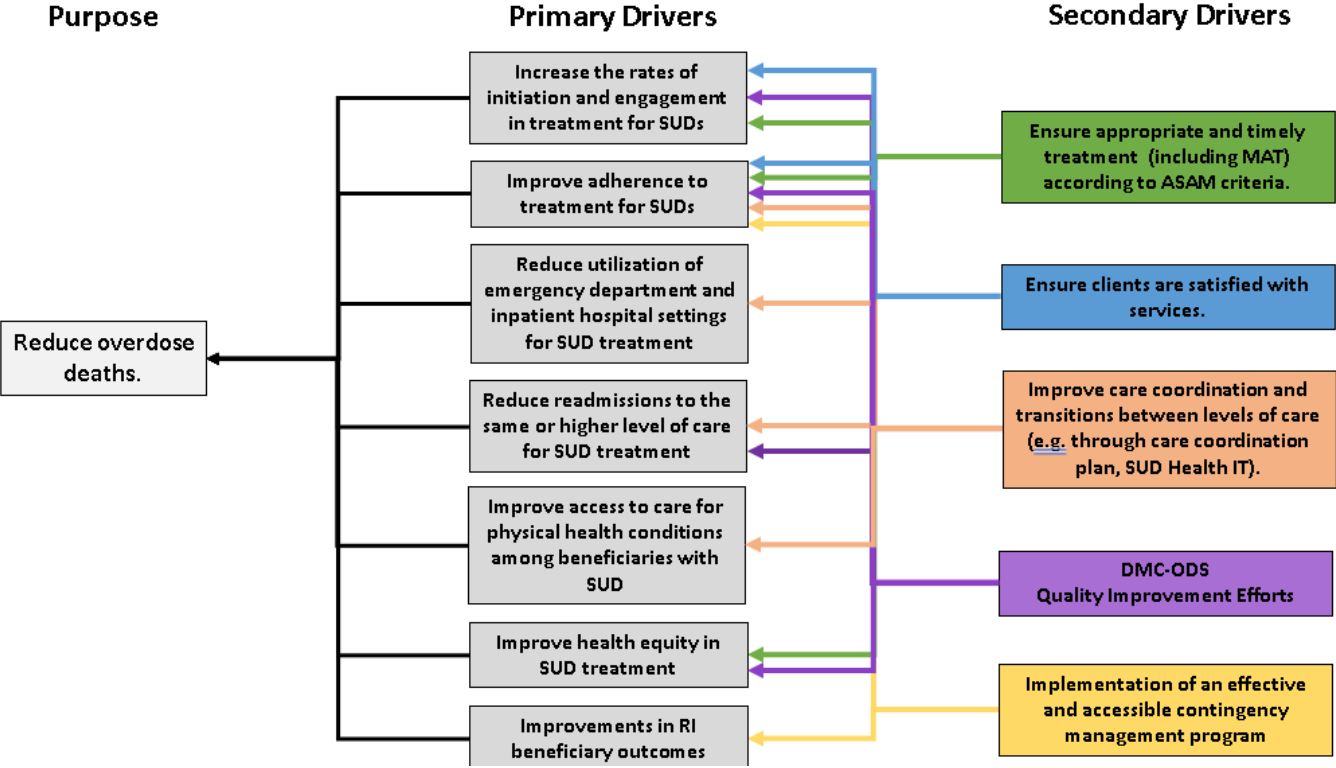 Purpose
Primary Drivers
Secondary Drivers
Reduce overdose
deaths.
Increase the rates of
initiation and engagement
in treatment for SUDs
Improve adherence to
treatment for SUDs
Reduce utilization of
emergency department and
inpatient hospital settings
for SUD treatment
Reduce readmissions to the
same or higher level of care
for SUD treatment
Improve access to care for
physical health conditions
among beneficiaries with
SUD
Improve health equity in
SUD treatment
Improvements in RI
beneficiary outcomes
Ensure appropriate and timely
treatment (including MAT)
according to ASAM criteria.
Ensure clients are satisfied with
services.
Improve care coordination and
transitions between levels of care
(e.g. through care coordination
plan, SUD Health IT).
DMC-ODS
Quality Improvement Efforts
Implementation of an effective
and accessible contingency
management program